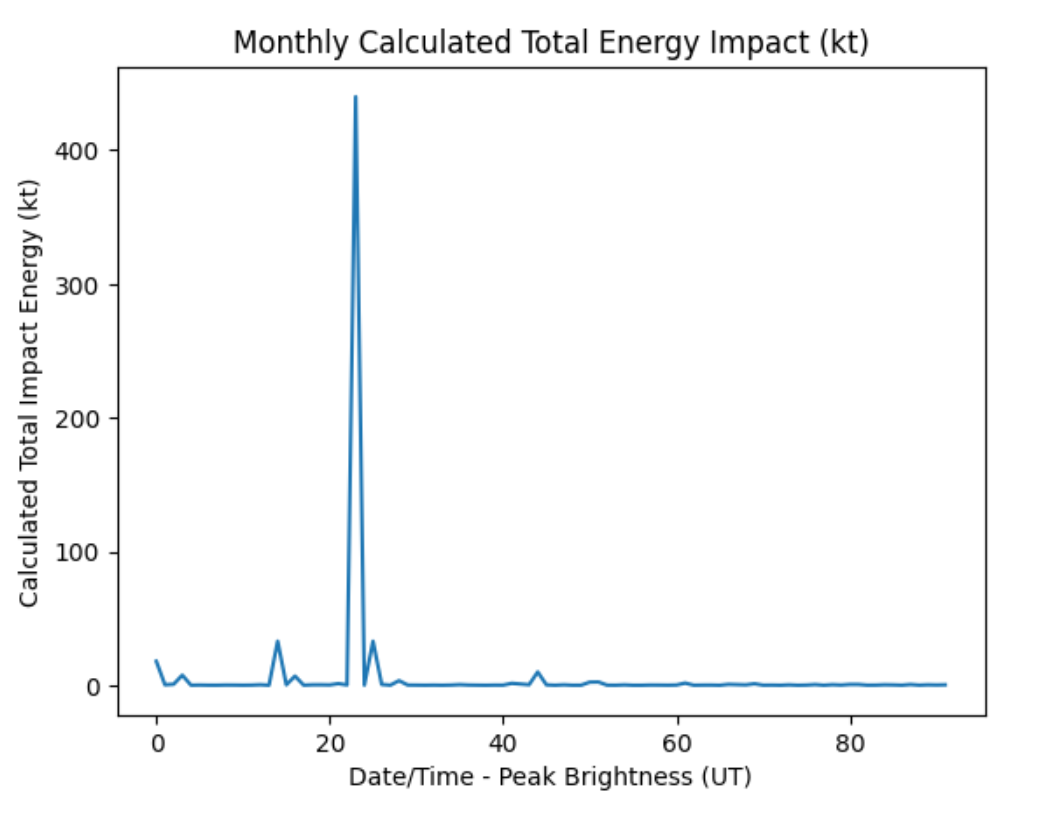 Monthly Calculated Total Energy Impact (kt)
Calculated Total Impact Energy (kt)
400
300
200
100
0
0 20 40 60 80
Date/Time - Peak Brightness (UT)